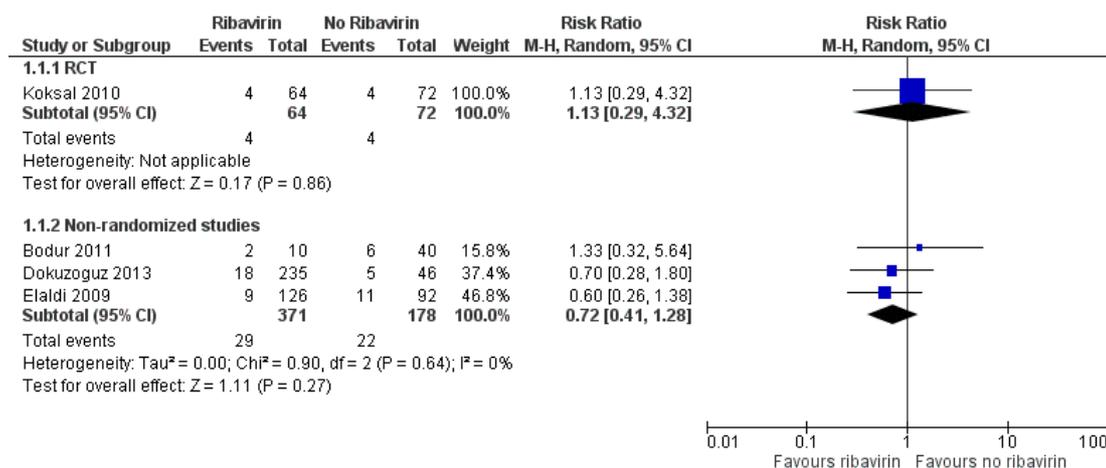 Ribavirin No Ribavirin Risk Ratio Risk Ratio
Study or Subgroup Events Total Events Total Weight M-H, Random, 95% CI M-H, Random, 95% CI
1.1.1 RCT
Koksal 2010 4 64 4 72 100.0% 1.13 [0.29, 4.32]
Subtotal (95% CI) 64 72 100.0% 1.13 [0.29, 4.32]
Total events 4 4
Heterogeneity: Not applicable
Test for overall effect: Z = 0.17 (P = 0.86)
1.1.2 Non-randomized studies
Bodur 2011 2 10 6 40 15.8% 1.33 [0.32, 5.64]
Dokuzoguz 2013 18 235 5 46 37.4% 0.70 [0.28, 1.80]
Elaldi 2009 9 126 11 92 46.8% 0.60 [0.26, 1.38]
Subtotal (95% CI) 371 178 100.0% 0.72 [0.41, 1.28]
Total events 29 22
Heterogeneity: Tau² = 0.00; Chi² = 0.90, df = 2 (P = 0.64); I² = 0%
Test for overall effect: Z = 1.11 (P = 0.27)
0.01 0.1 1 10 100
Favours ribavirin Favours no ribavirin